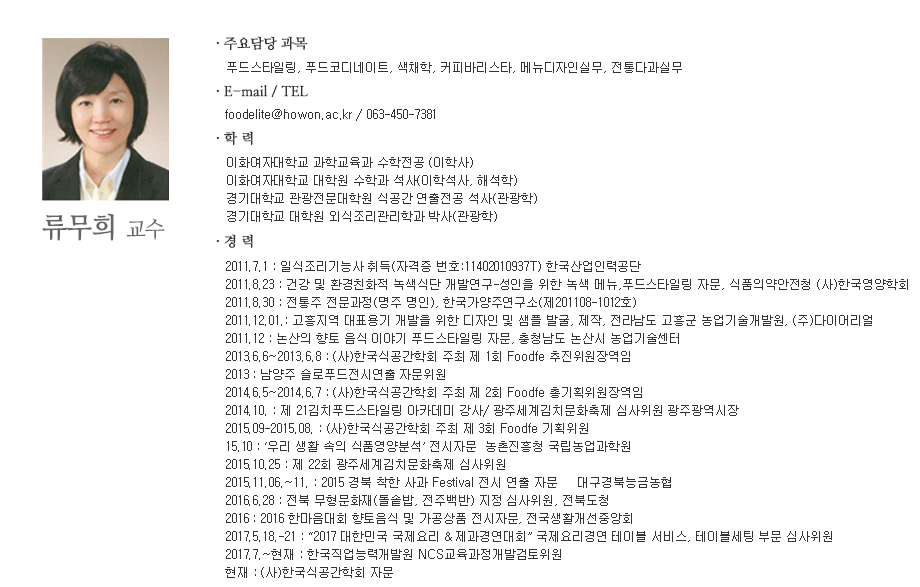 · 주요담당 과목
푸드스타일링, 푸드코디네이트, 색채학, 커피바리스타, 메뉴디자인실무, 전통다과실무
· E-mail / TEL
foodelite@howon.ac.kr / 063-450-7381
· 학 력
이화여자대학교 과학교육과 수학전공 (이학사)
이화여자대학교 대학원 수학과 석사(이학석사, 해석학)
경기대학교 관광전문대학원 식공간 연출전공 석사(관광학)
경기대학교 대학원 외식조리관리학과 박사(관광학)
류무희 교수
· 경 력
2011.7.1 : 일식조리기능사 취득(자격증 번호:11402010937T) 한국산업인력공단
2011.8.23 : 건강 및 환경친화적 녹색식단 개발연구-성인을 위한 녹색 메뉴,푸드스타일링 자문, 식품의약안전청 (사)한국영양학회
2011.8.30 : 전통주 전문과정(명주 명인), 한국가양주연구소(제201108-1012호)
2011.12.01.: 고흥지역 대표용기 개발을 위한 디자인 및 샘플 발굴, 제작, 전라남도 고흥군 농업기술개발원, (주)다이어리얼
2011.12 : 논산의 향토 음식 이야기 푸드스타일링 자문, 충청남도 논산시 농업기술센터
2013.6.6~2013.6.8 : (사)한국식공간학회 주최 제 1회 Foodfe 추진위원장역임
2013 : 남양주 슬로푸드전시연출 자문위원
2014.6.5~2014.6.7 : (사)한국식공간학회 주최 제 2회 Foodfe 총기획위원장역임
2014.10. : 제 21김치푸드스타일링 아카데미 강사/ 광주세계김치문화축제 심사위원 광주광역시장
2015.09-2015.08. : (사)한국식공간학회 주최 제 3회 Foodfe 기획위원
15.10 : ‘우리 생활 속의 식품영양분석’ 전시자문 농촌진흥청 국립농업과학원
2015.10.25 : 제 22회 광주세계김치문화축제 심사위원
2015.11.06.~11. : 2015 경북 착한 사과 Festival 전시 연출 자문 대구경북능금농협
2016.6.28 : 전북 무형문화재(돌솥밥, 전주백반) 지정 심사위원, 전북도청
2016 : 2016 한마음대회 향토음식 및 가공상품 전시자문, 전국생활개선중앙회
2017.5.18.-21 : “2017 대한민국 국제요리 & 제과경연대회” 국제요리경연 테이블 서비스, 테이블세팅 부문 심사위원
2017.7.~현재 : 한국직업능력개발원 NCS교육과정개발검토위원
현재 : (사)한국식공간학회 자문